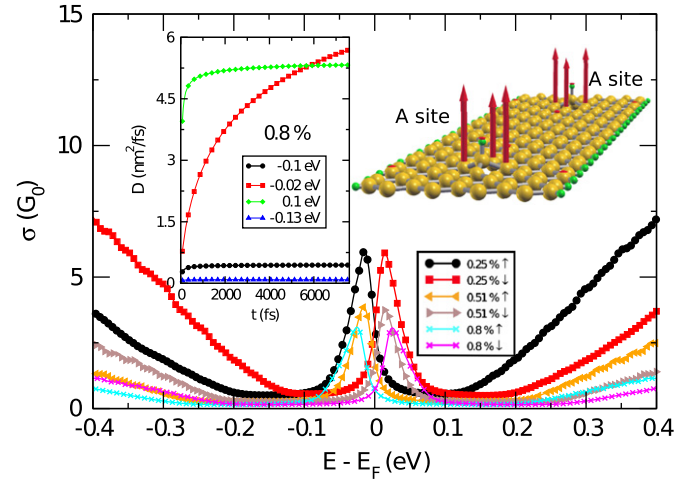 15
10
5
0
σ (G0)
-0.4 -0.3 -0.2 -0.1 0 0.1 0.2 0.3 0.4
E - EF (eV)
6
4.5
3
1.5
0
D (nm²/fs)
0 2000 4000 6000
t (fs)
0.8 %
-0.1 eV
-0.02 eV
0.1 eV
-0.13 eV
A site
A site
0.25 % ↑
0.25 % ↓
0.51 % ↑
0.51 % ↓
0.8 % ↑
0.8 % ↓